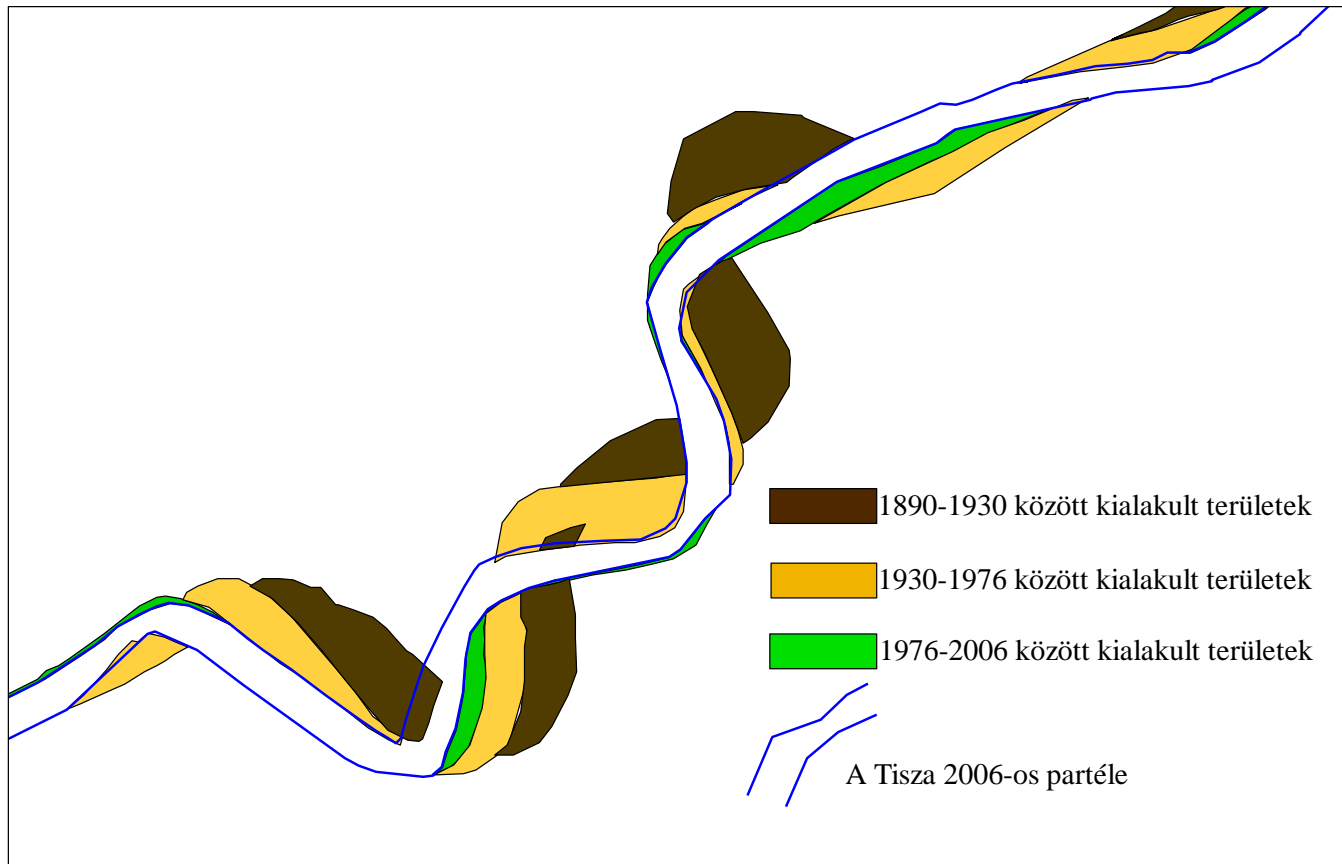 1890-1930 között kialakult területek
1930-1976 között kialakult területek
1976-2006 között kialakult területek
A Tisza 2006-os partéle